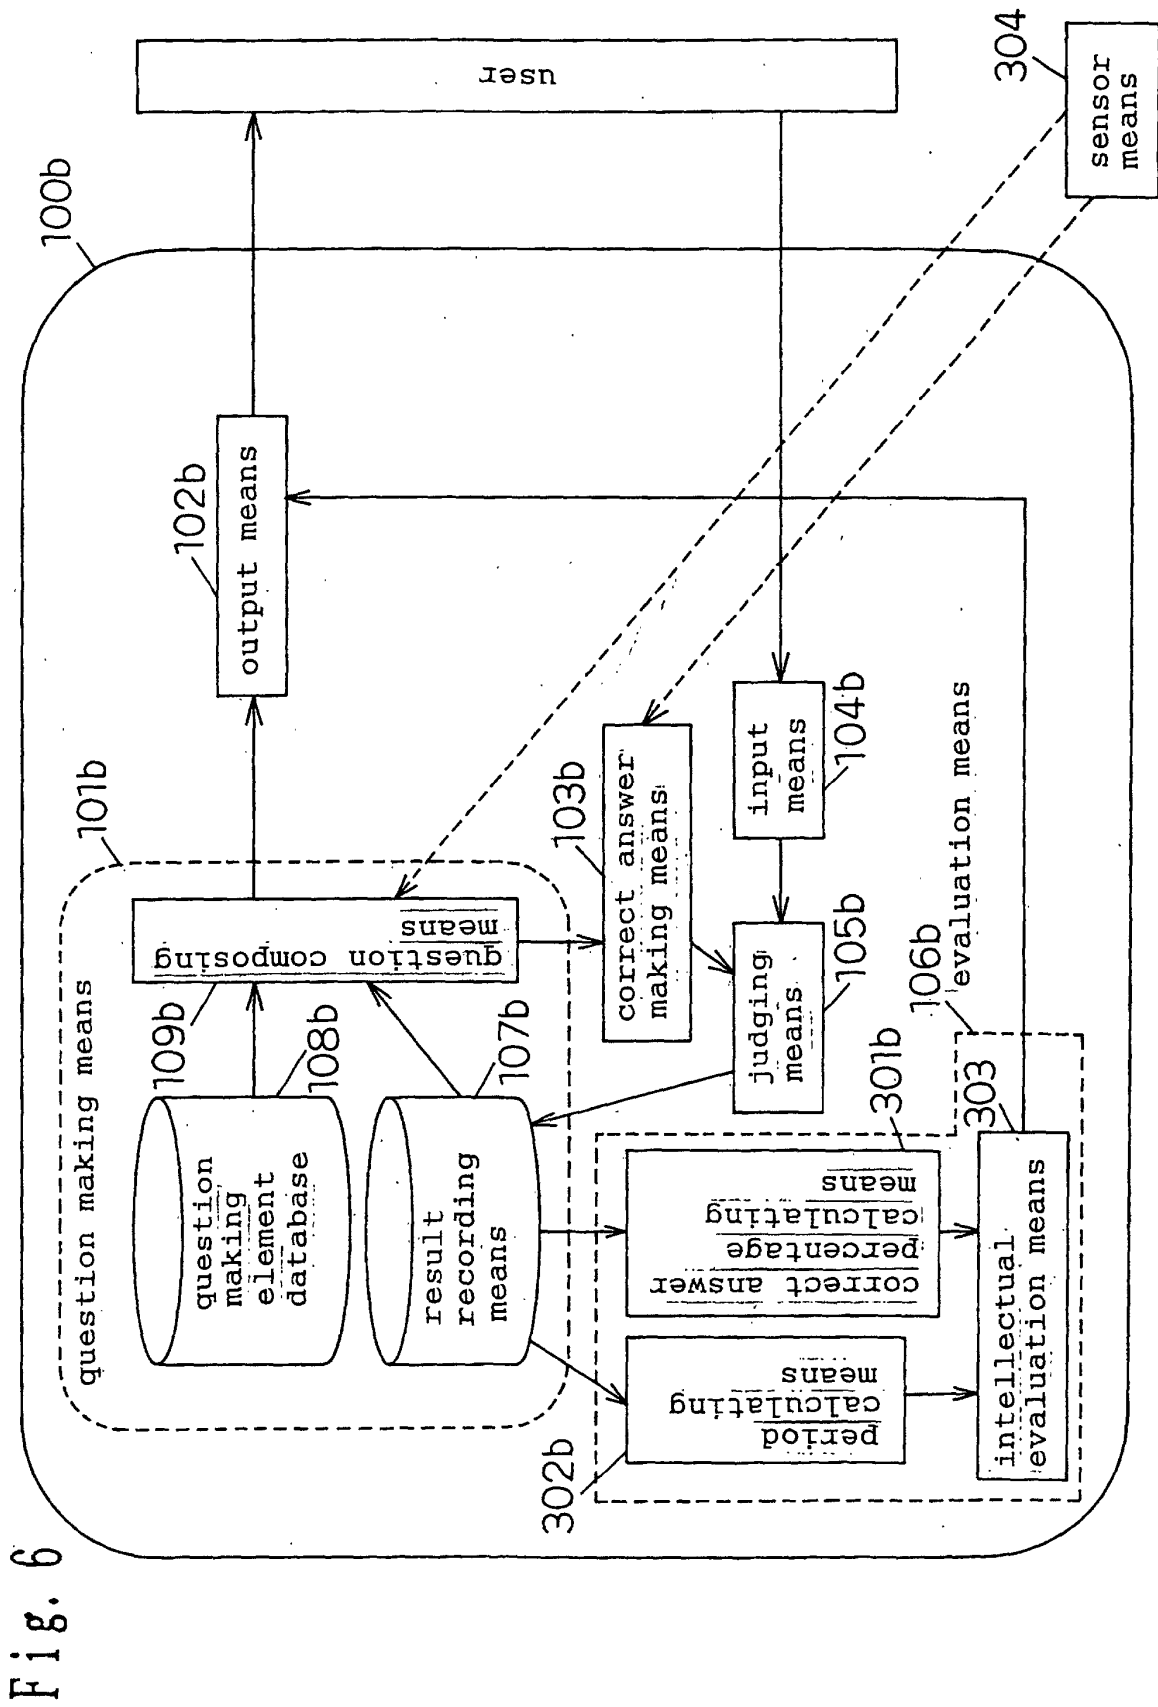 Fig. 6
100b
question making means
101b
109b
question composing
means
question
making
element
database
108b
result
recording
means
107b
102b
output means
user
103b
correct answer
making means
input
means
104b
judging
means
105b
304
sensor
means
106b
evaluation means
302b
period
calculating
means
correct answer
percentage
calculating
means
301b
303
intellectual
evaluation means